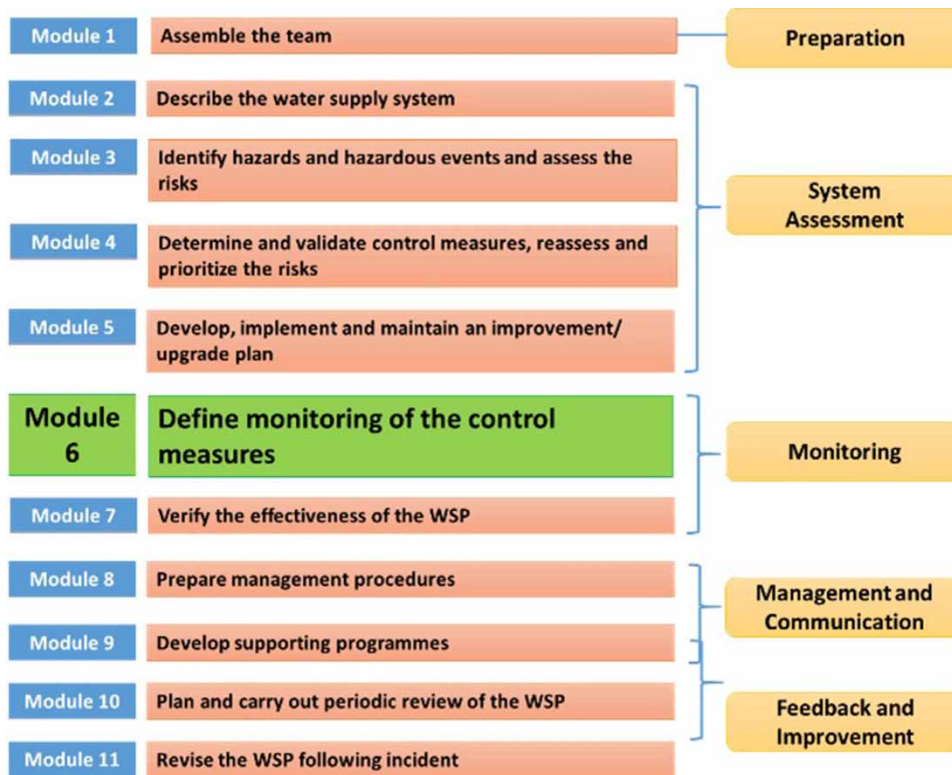 Module 1
Assemble the team
Preparation
Module 2
Describe the water supply system
Module 3
Identify hazards and hazardous events and assess the
risks
System
Assessment
Module 4
Determine and validate control measures, reassess and
prioritize the risks
Module 5
Develop, implement and maintain an improvement/
upgrade plan
Module
6
Define monitoring of the control
measures
Monitoring
Module 7
Verify the effectiveness of the WSP
Module 8
Prepare management procedures
Management and
Communication
Module 9
Develop supporting programmes
Module 10
Plan and carry out periodic review of the WSP
Feedback and
Improvement
Module 11
Revise the WSP following incident